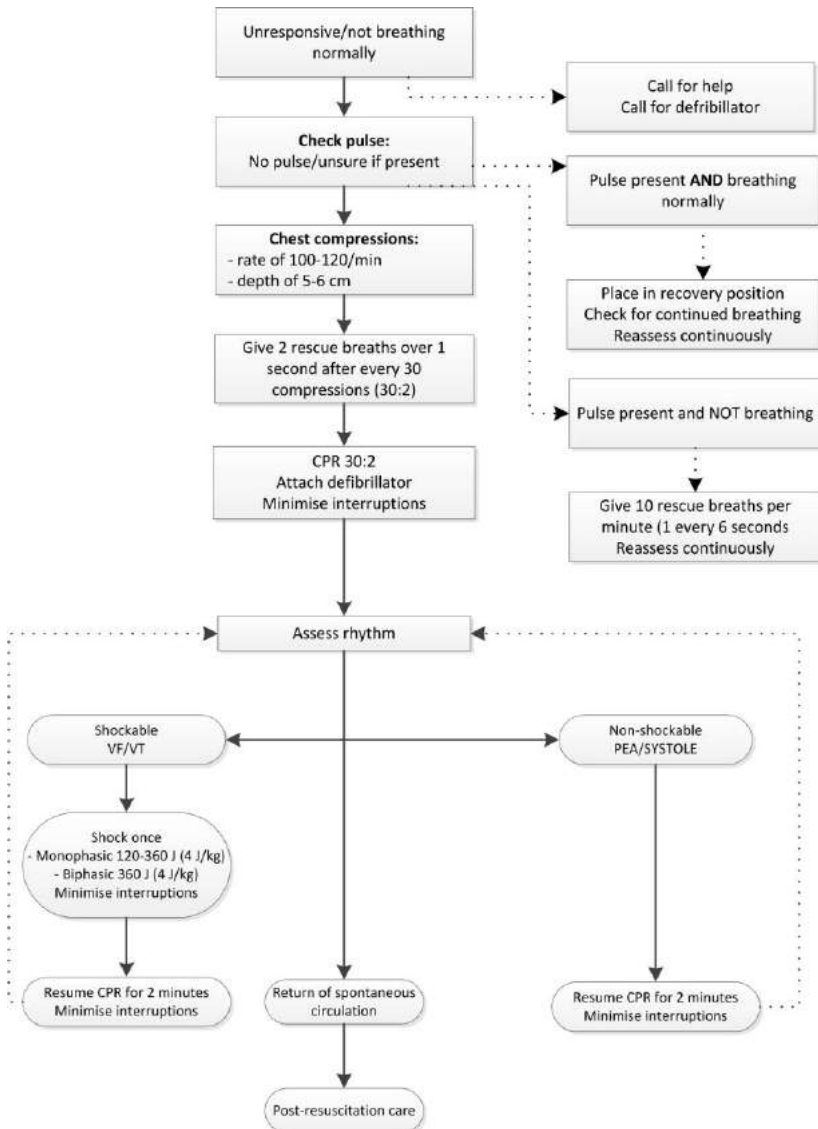 Unresponsive/not breathing
normally
Call for help
Call for defribillator
Check pulse:
No pulse/unsure if present
Pulse present AND breathing
normally
Chest compressions:
- rate of 100-120/min
- depth of 5-6 cm
Place in recovery position
Check for continued breathing
Reassess continuously
Give 2 rescue breaths over 1
second after every 30
compressions (30:2)
Pulse present and NOT breathing
CPR 30:2
Attach defibrillator
Minimise interruptions
Give 10 rescue breaths per
minute (1 every 6 seconds
Reassess continuously
Assess rhythm
Shockable
VF/VT
Non-shockable
PEA/SYSTOLE
Shock once
- Monophasic 120-360 J (4 J/kg)
- Biphasic 360 J (4 J/kg)
Minimise interruptions
Resume CPR for 2 minutes
Minimise interruptions
Return of spontaneous
circulation
Resume CPR for 2 minutes
Minimise interruptions
Post-resuscitation care